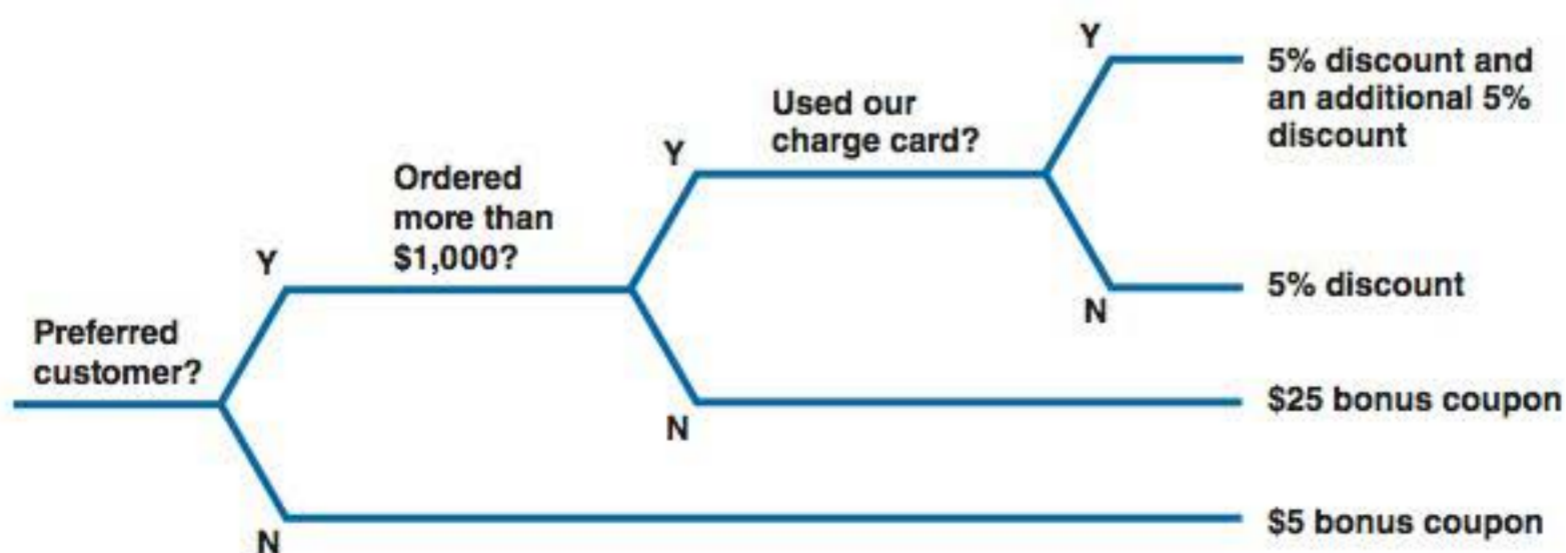 Preferred
customer?
Y
N
Ordered
more than
$1,000?
Y
N
Used our
charge card?
Y
N
5% discount and
an additional 5%
discount
5% discount
$25 bonus coupon
$5 bonus coupon